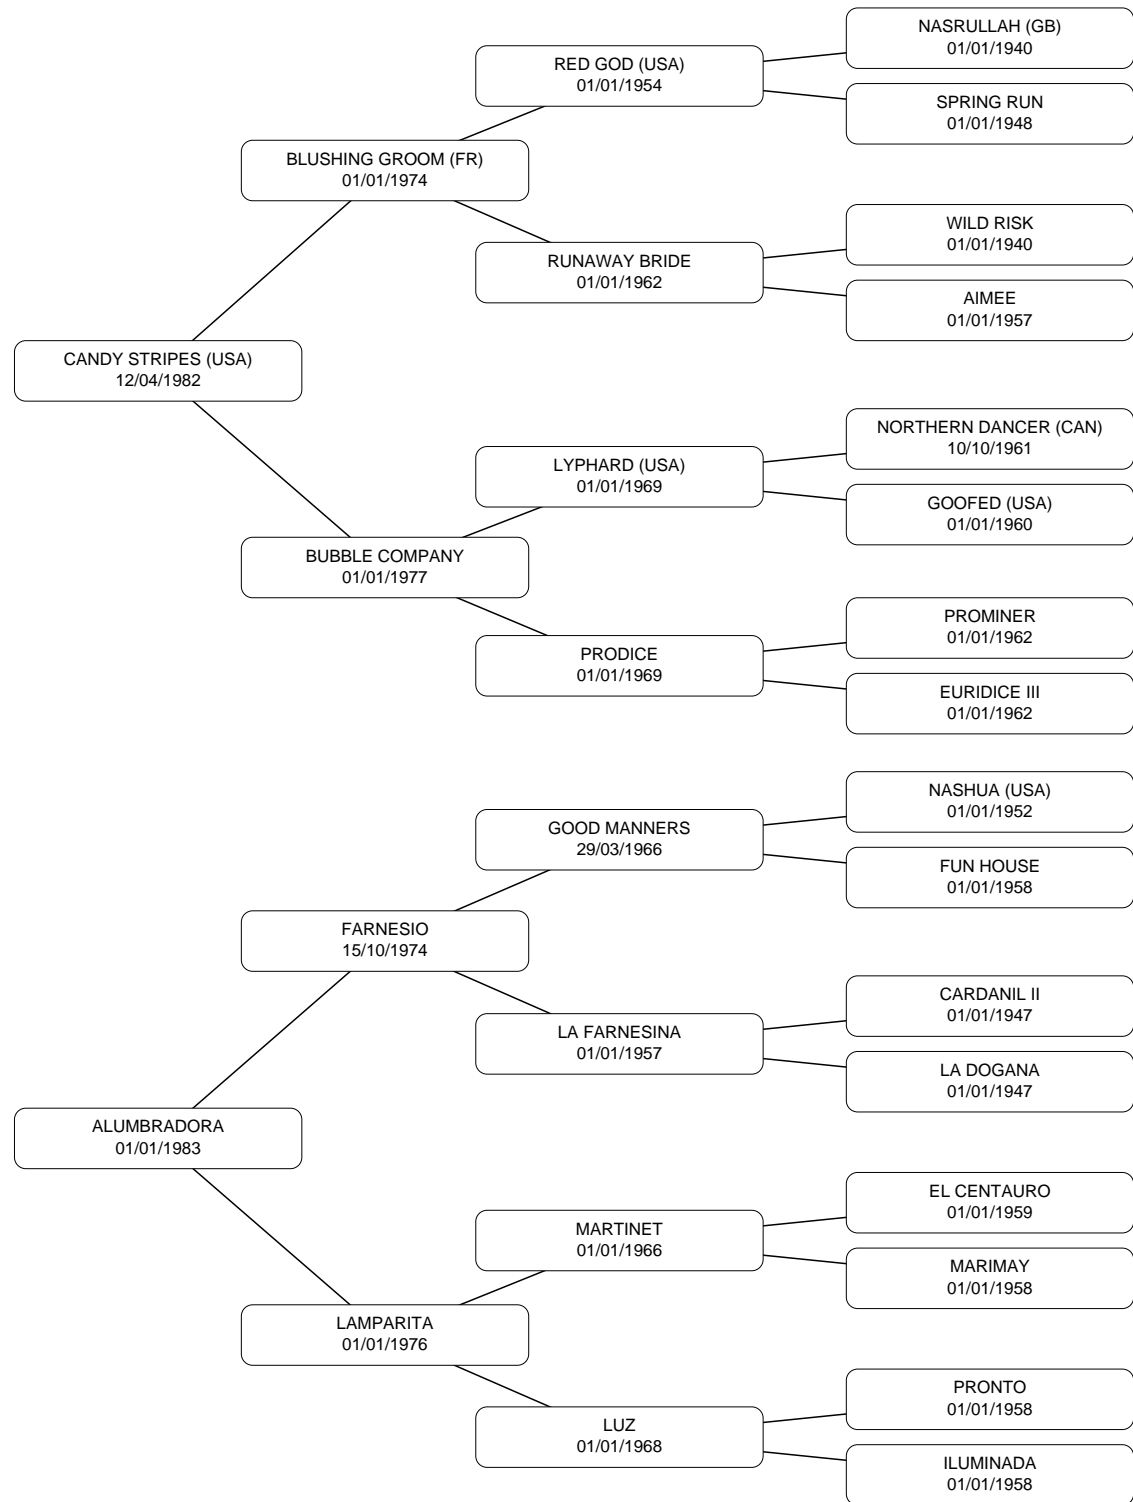 NASRULLAH (GB)
01/01/1940
RED GOD (USA)
01/01/1954
SPRING RUN
01/01/1948
BLUSHING GROOM (FR)
01/01/1974
WILD RISK
01/01/1940
RUNAWAY BRIDE
01/01/1962
AIMEE
01/01/1957
CANDY STRIPES (USA)
12/04/1982
NORTHERN DANCER (CAN)
10/10/1961
LYPHARD (USA)
01/01/1969
GOOFED (USA)
01/01/1960
BUBBLE COMPANY
01/01/1977
PROMINER
01/01/1962
PRODICE
01/01/1969
EURIDICE III
01/01/1962
NASHUA (USA)
01/01/1952
GOOD MANNERS
29/03/1966
FUN HOUSE
01/01/1958
FARNESIO
15/10/1974
CARDANIL II
01/01/1947
LA FARNESINA
01/01/1957
LA DOGANA
01/01/1947
ALUMBRADORA
01/01/1983
EL CENTAURO
01/01/1959
MARTINET
01/01/1966
MARIMAY
01/01/1958
LAMPARITA
01/01/1976
PRONTO
01/01/1958
LUZ
01/01/1968
ILUMINADA
01/01/1958